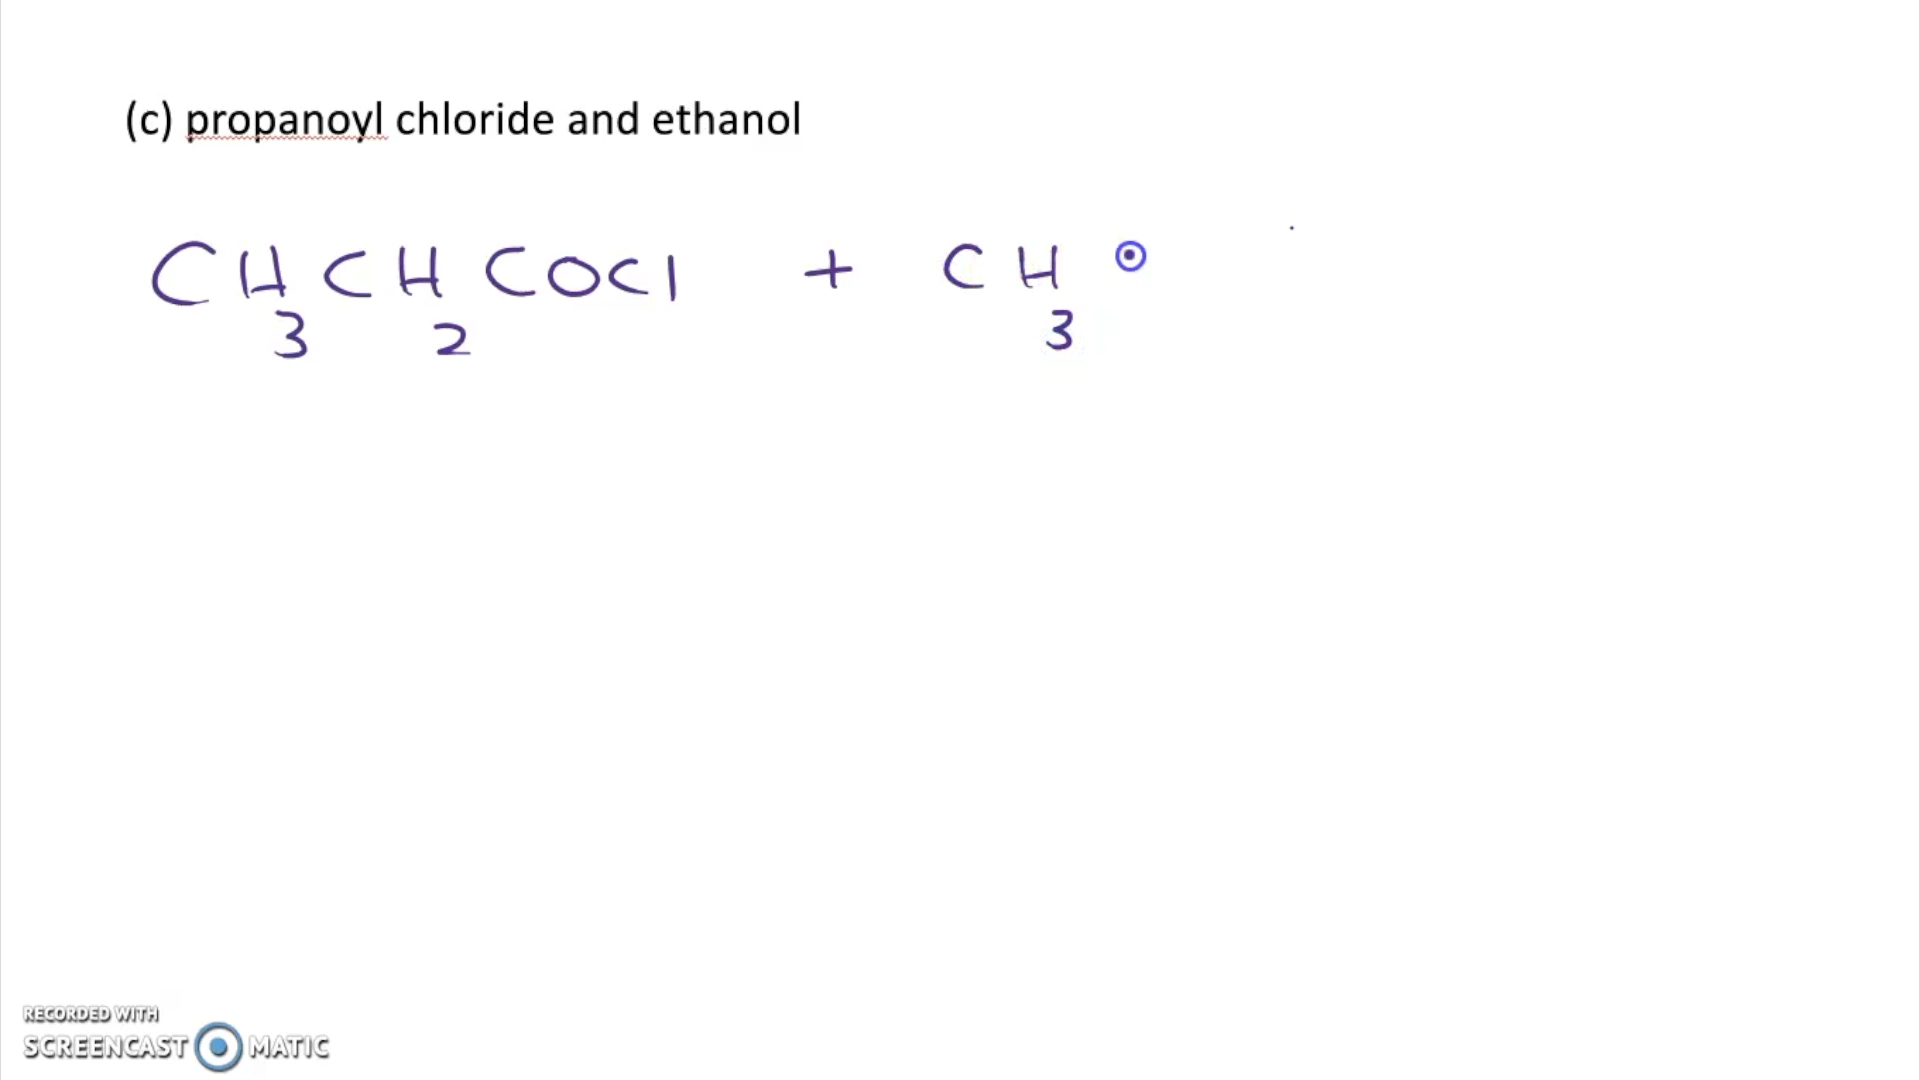 (c) propanoyl chloride and ethanol
CH₃CH₂COCl + CH₃
RECORDED WITH
SCREENCAST MATIC